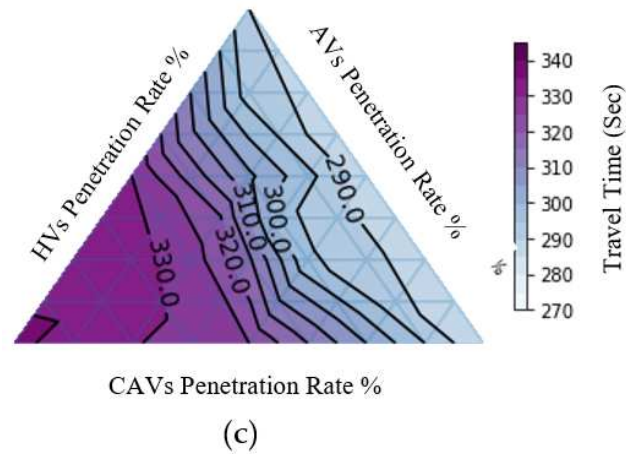 HVs Penetration Rate %
AVs Penetration Rate %
290.0
300.0
310.0
320.0
330.0
CAVs Penetration Rate %
%
340
330
320
310
300
290
280
270
Travel Time (Sec)
(c)